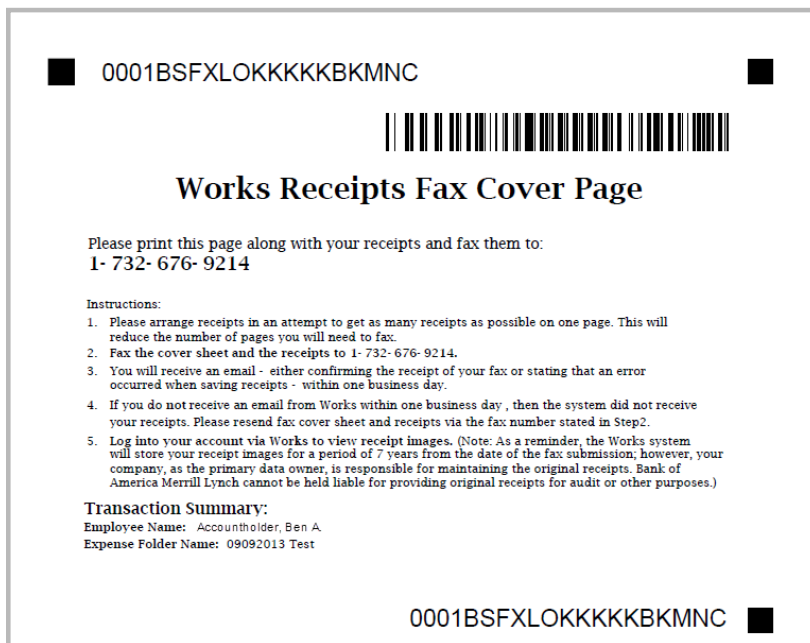 0001BSFXLOKKKKKBKMNC
Works Receipts Fax Cover Page
Please print this page along with your receipts and fax them to:
1- 732- 676- 9214
Instructions:
1. Please arrange receipts in an attempt to get as many receipts as possible on one page. This will
reduce the number of pages you will need to fax.
2. Fax the cover sheet and the receipts to 1- 732- 676- 9214.
3. You will receive an email - either confirming the receipt of your fax or stating that an error
occurred when saving receipts - within one business day.
4. If you do not receive an email from Works within one business day , then the system did not receive
your receipts. Please resend fax cover sheet and receipts via the fax number stated in Step2.
5. Log into your account via Works to view receipt images. (Note: As a reminder, the Works system
will store your receipt images for a period of 7 years from the date of the fax submission; however, your
company, as the primary data owner, is responsible for maintaining the original receipts. Bank of
America Merrill Lynch cannot be held liable for providing original receipts for audit or other purposes.)
Transaction Summary:
Employee Name: Accountholder, Ben A.
Expense Folder Name: 09092013 Test
0001BSFXLOKKKKKBKMNC